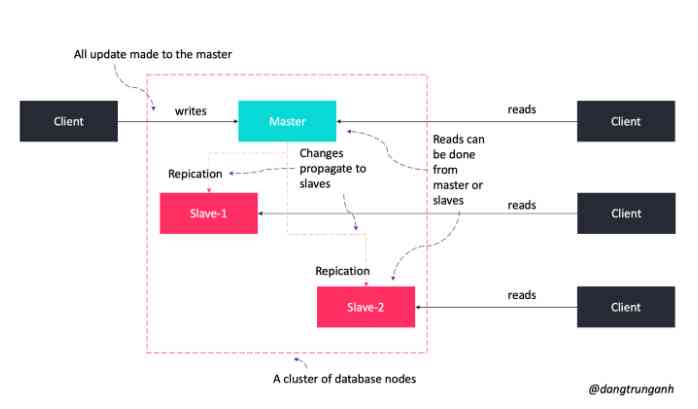 All update made to the master
Client
writes
Master
reads
Client
Changes
propagate to
slaves
Reads can
be done
from
master or
slaves
Repication
Slave-1
reads
Client
Repication
Slave-2
reads
Client
A cluster of database nodes
@dangtrunganh